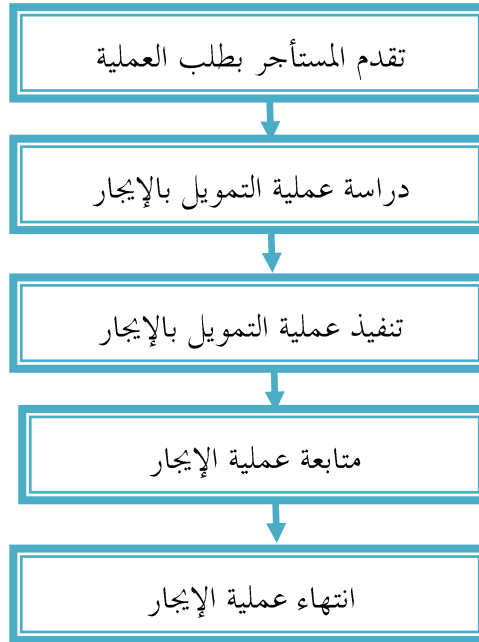 تقدم المستأجر بطلب العملية
دراسة عملية التمويل بالإيجار
تنفيذ عملية التمويل بالإيجار
متابعة عملية الإيجار
انتهاء عملية الإيجار